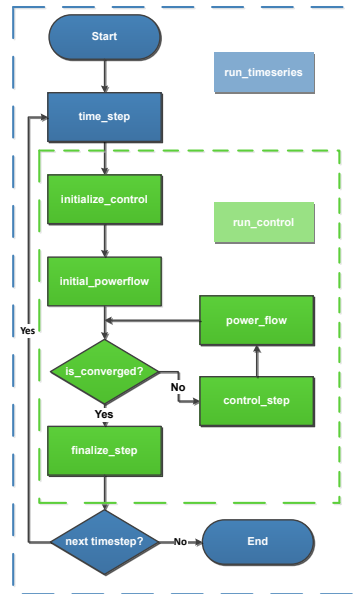 Start
run_timeseries
time_step
initialize_control
run_control
initial_powerflow
power_flow
Yes
is_converged?
No
control_step
Yes
finalize_step
next timestep?
No
End